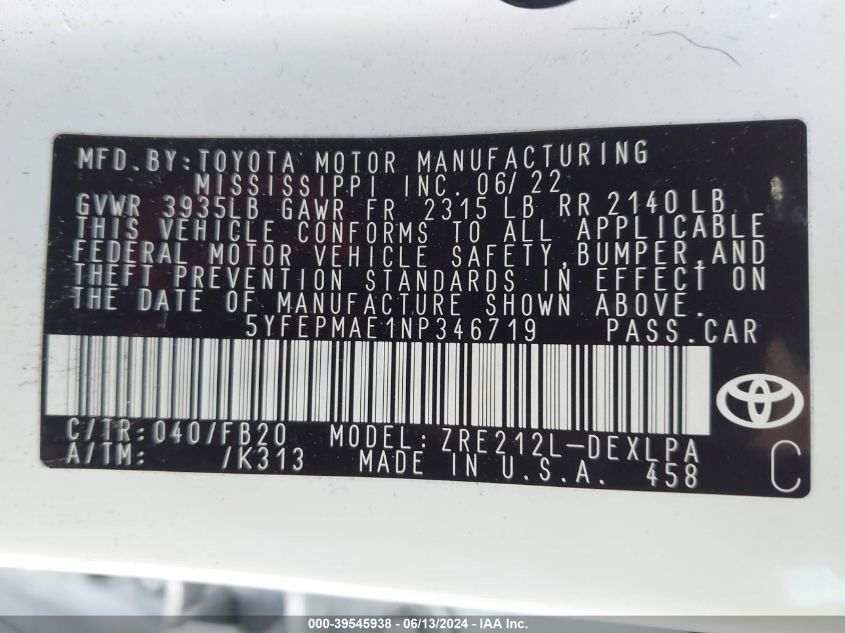 MFD.BY:TOYOTA MOTOR MANUFACTURING
MISSISSIPPI INC. 06/22
GVWR 3935LB GAWR FR 2315 LB RR 2140 LB
THIS VEHICLE CONFORMS TO ALL APPLICABLE
FEDERAL MOTOR VEHICLE SAFETY,BUMPER,AND
THEFT PREVENTION STANDARDS IN EFFECT ON
THE DATE OF MANUFACTURE SHOWN ABOVE.
5YFEPMAE1NP346719 PASS.CAR
C/TR:040/FB20 MODEL:ZRE212L-DEXLPA
A/TM: /K313 MADE IN U.S.A. 458 C
000-39545938 - 06/13/2024 - IAA Inc.